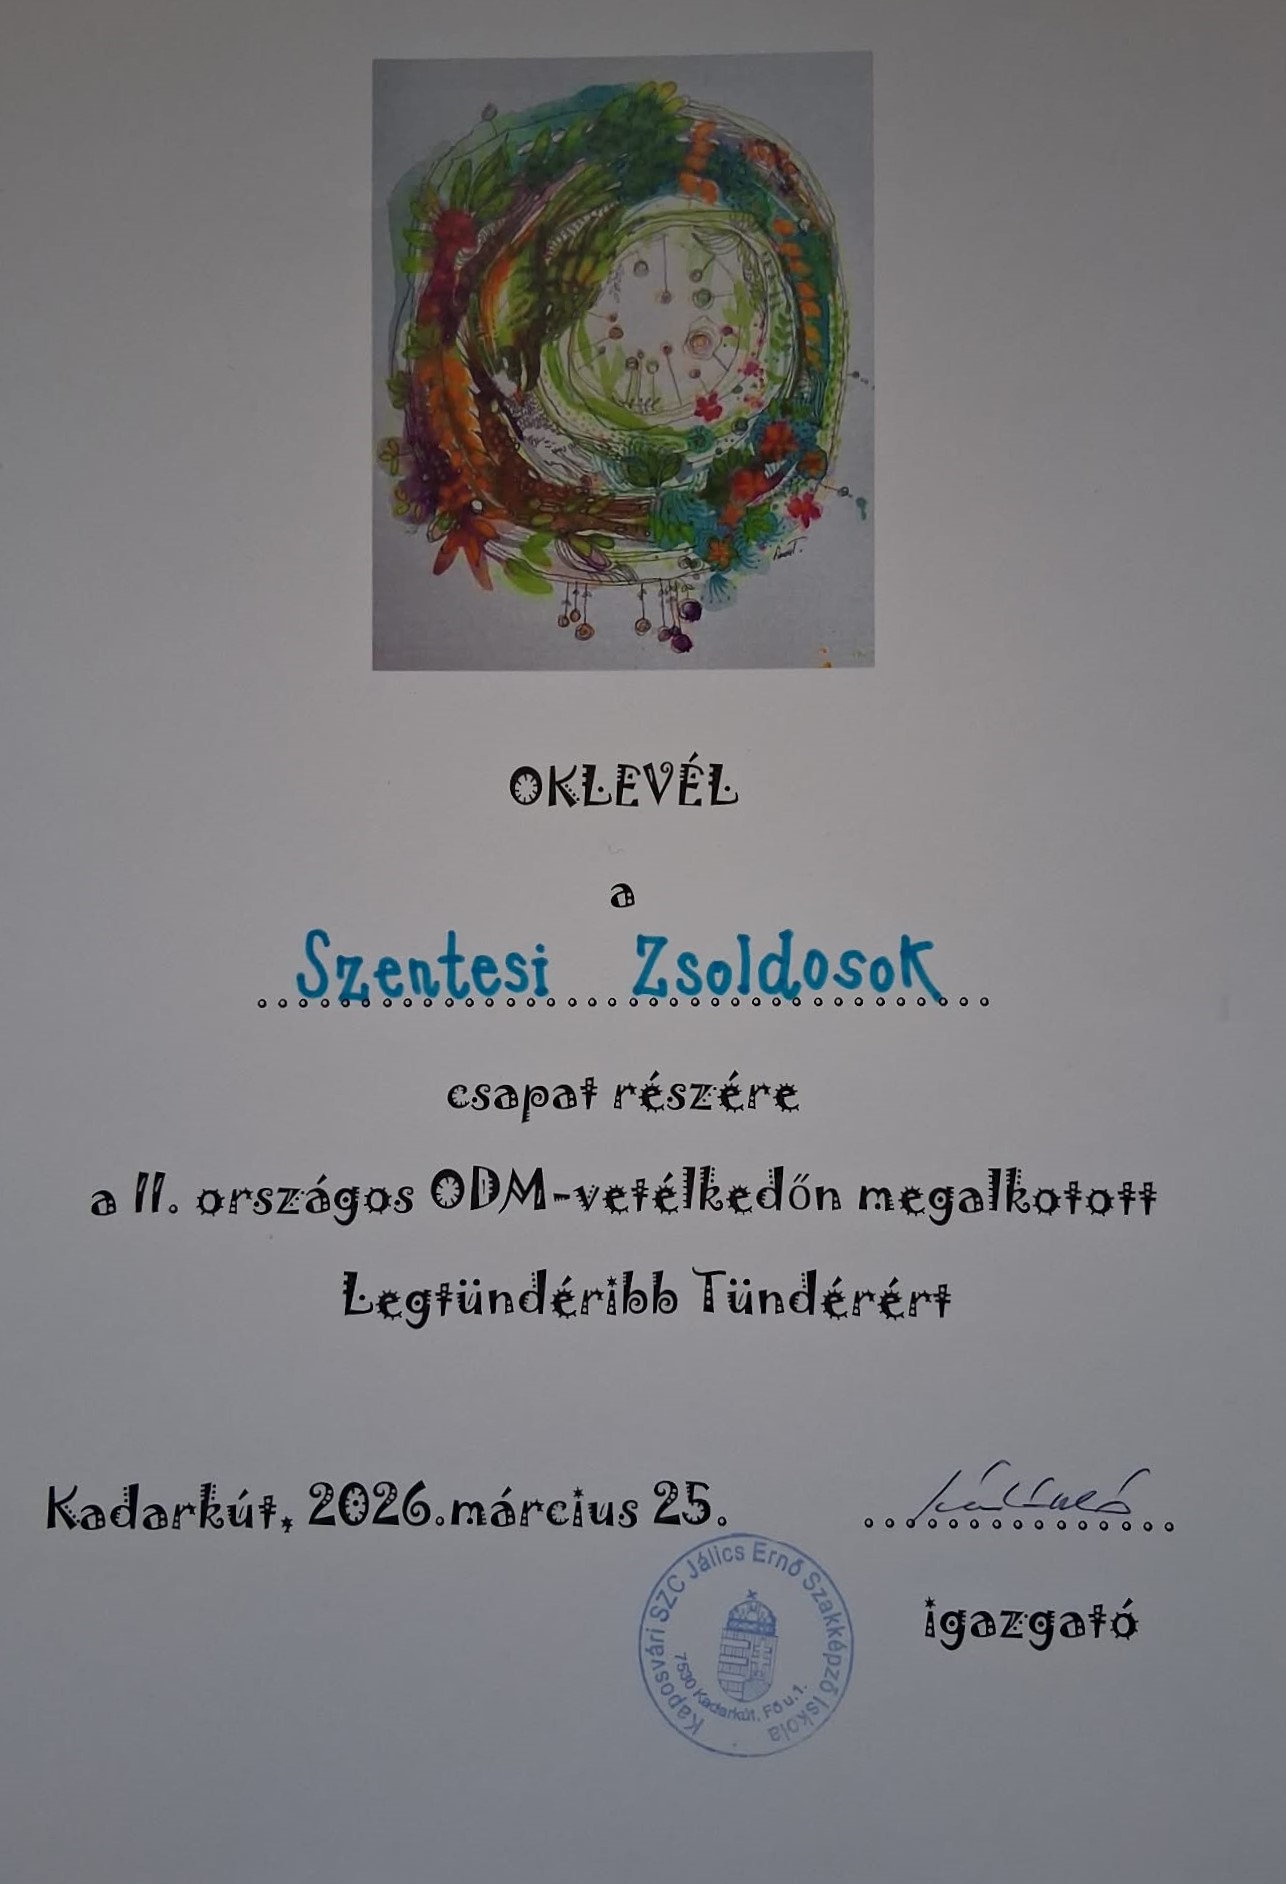 OKLEVÉL
a
Szentesi Zsoldosok
csapat részére
a II. országos ODM-vetélkedőn megalkotott
Legtündéribb Tündérért
Kadarkút, 2026.március 25.
igazgató
Kaposvári SZC Jálics Ernő Szakképző Iskola
7530 Kadarkút, Fő u. 1.